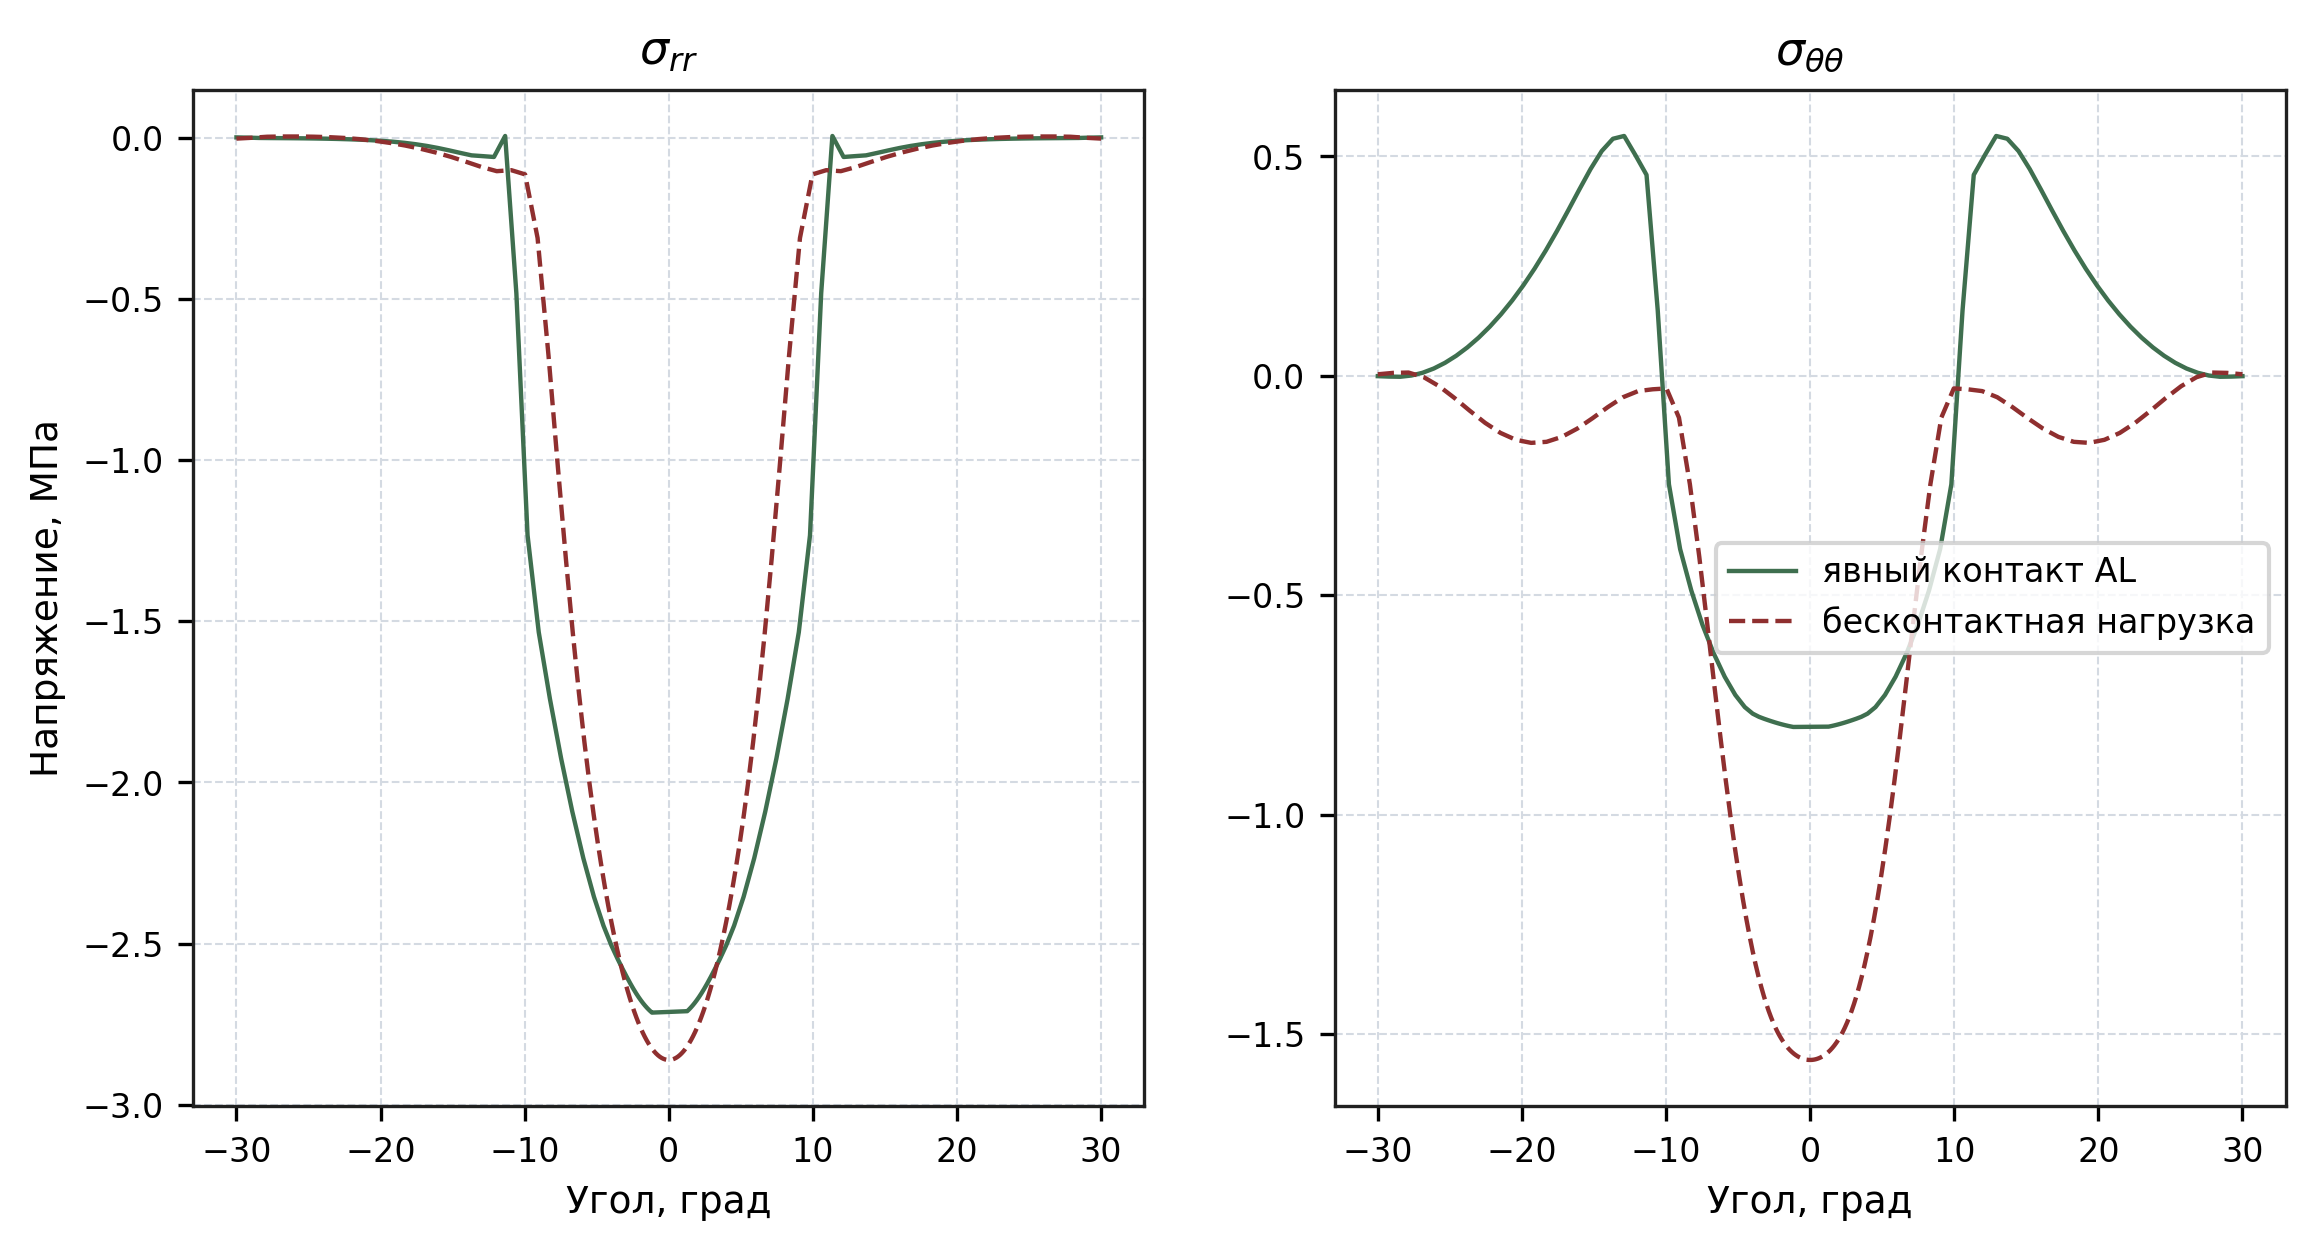 σrr
0.0
−0.5
−1.0
−1.5
−2.0
−2.5
−3.0
Напряжение, МПа
−30 −20 −10 0 10 20 30
Угол, град
σθθ
0.5
0.0
−0.5
−1.0
−1.5
явный контакт AL
бесконтактная нагрузка
−30 −20 −10 0 10 20 30
Угол, град